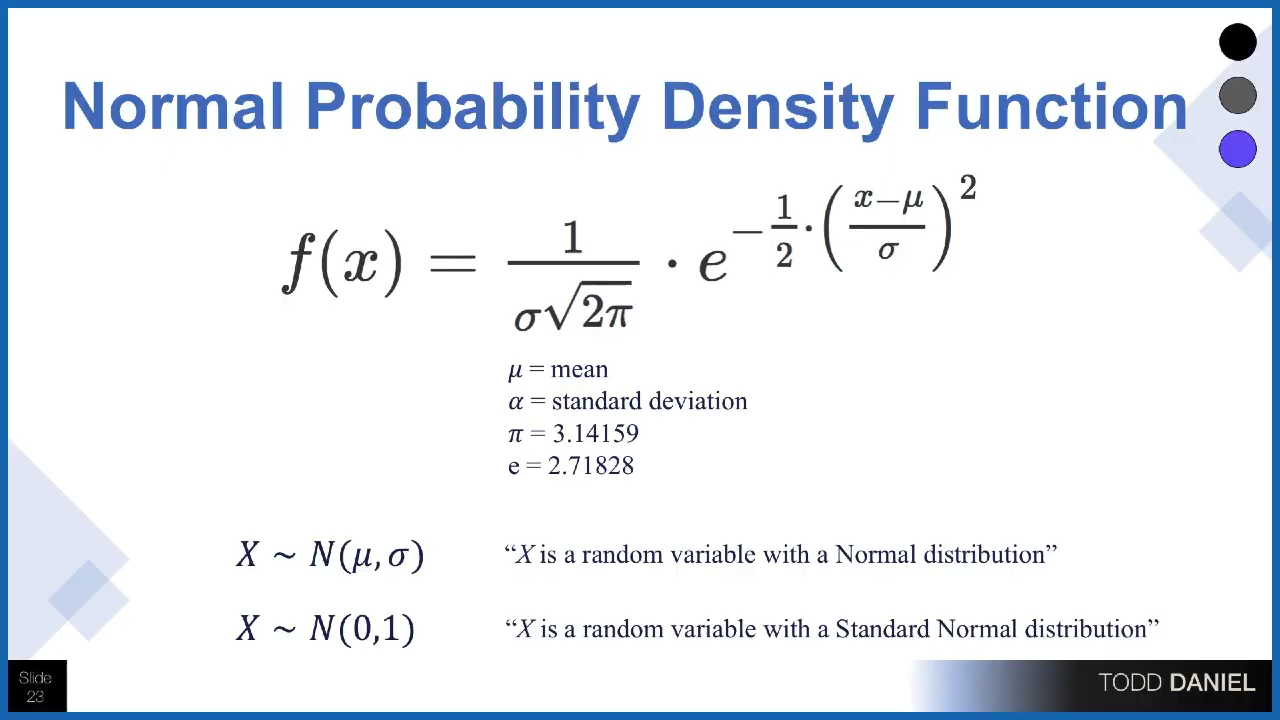 Normal Probability Density Function
f(x) = 1/(σ√2π) · e^(−1/2·((x−μ)/σ)^2)
μ = mean
α = standard deviation
π = 3.14159
e = 2.71828
X ~ N(μ, σ) “X is a random variable with a Normal distribution”
X ~ N(0,1) “X is a random variable with a Standard Normal distribution”
Slide
23
TODD DANIEL